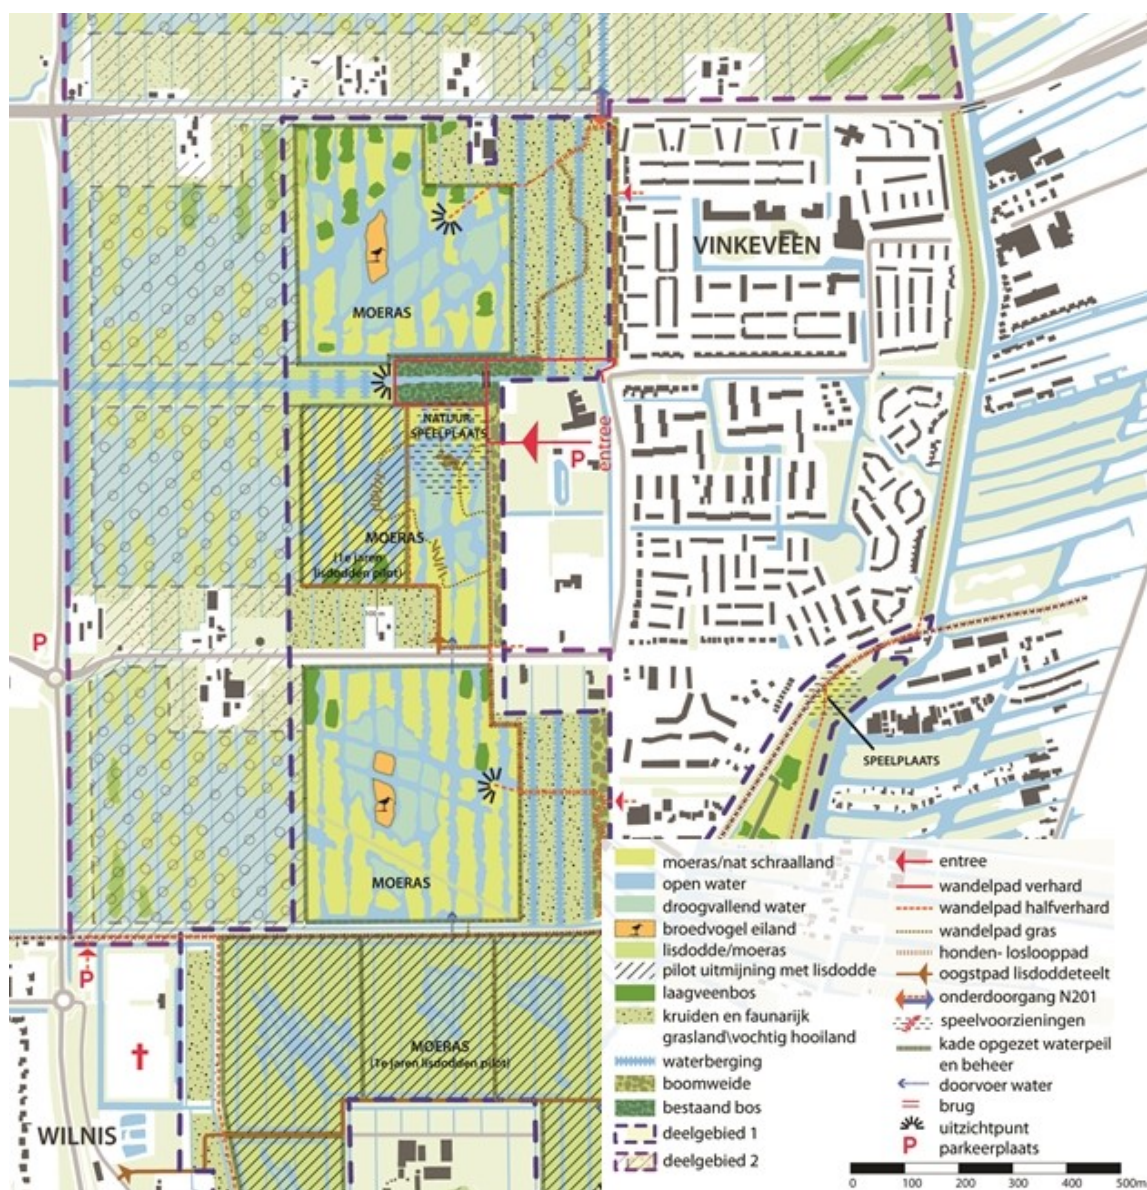 VINKEVEEN
MOERAS
NATUUR-
SPEELPLAATS
P
entree
MOERAS
(1e jaren
lisdodden pilot)
100 m
P
SPEELPLAATS
MOERAS
P
MOERAS
(1e jaren lisdodden pilot)
WILNIS
moeras/nat schraalland
open water
droogvallend water
broedvogel eiland
lisdodde/moeras
pilot uitmijning met lisdodde
laagveenbos
kruiden en faunarijk
grasland\vochtig hooiland
waterberging
boomweide
bestaand bos
deelgebied 1
deelgebied 2
entree
wandelpad verhard
wandelpad halfverhard
wandelpad gras
honden- loslooppad
oogstpad lisdoddeteelt
onderdoorgang N201
speelvoorzieningen
kade opgezet waterpeil
en beheer
doorvoer water
brug
uitzichtpunt
P parkeerplaats
0 100 200 300 400 500m